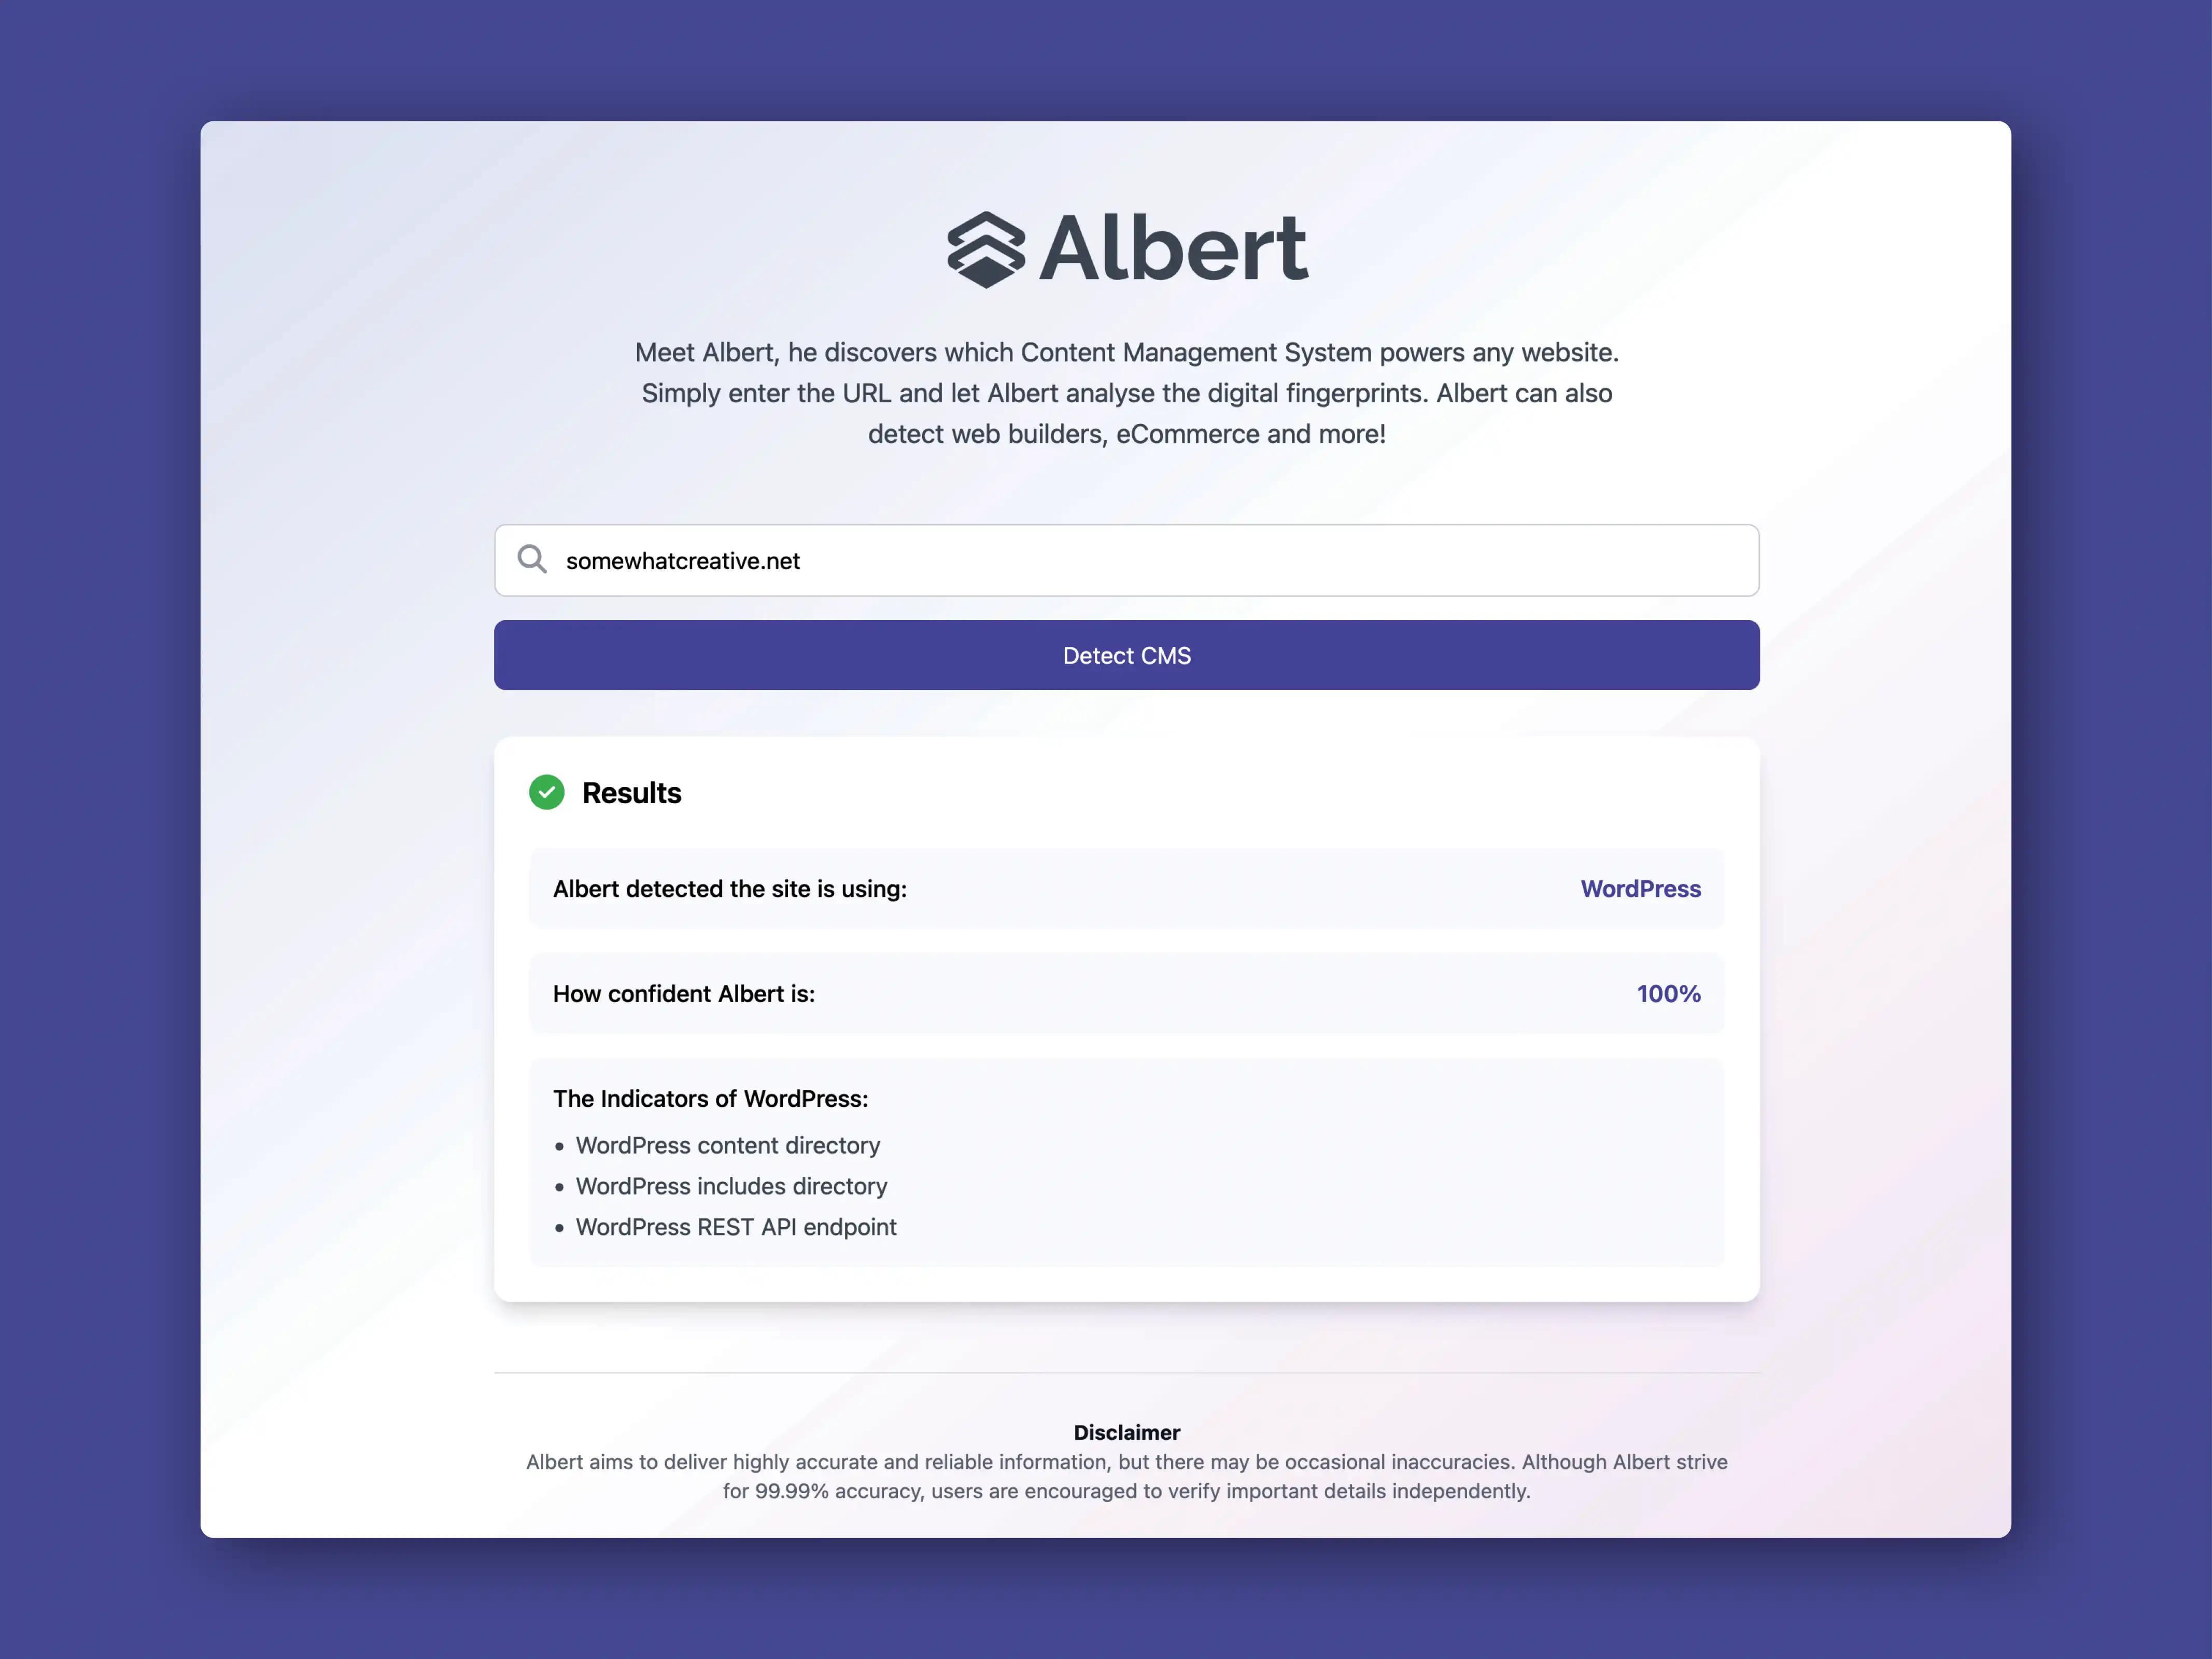 Albert
Meet Albert, he discovers which Content Management System powers any website.
Simply enter the URL and let Albert analyse the digital fingerprints. Albert can also
detect web builders, eCommerce and more!
somewhatcreative.net
Detect CMS
Results
Albert detected the site is using: WordPress
How confident Albert is: 100%
The Indicators of WordPress:
• WordPress content directory
• WordPress includes directory
• WordPress REST API endpoint
Disclaimer
Albert aims to deliver highly accurate and reliable information, but there may be occasional inaccuracies. Although Albert strive
for 99.99% accuracy, users are encouraged to verify important details independently.